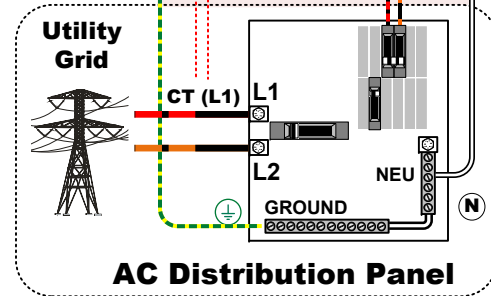 Utility
Grid
CT (L1)
L1
L2
NEU
N
GROUND
AC Distribution Panel